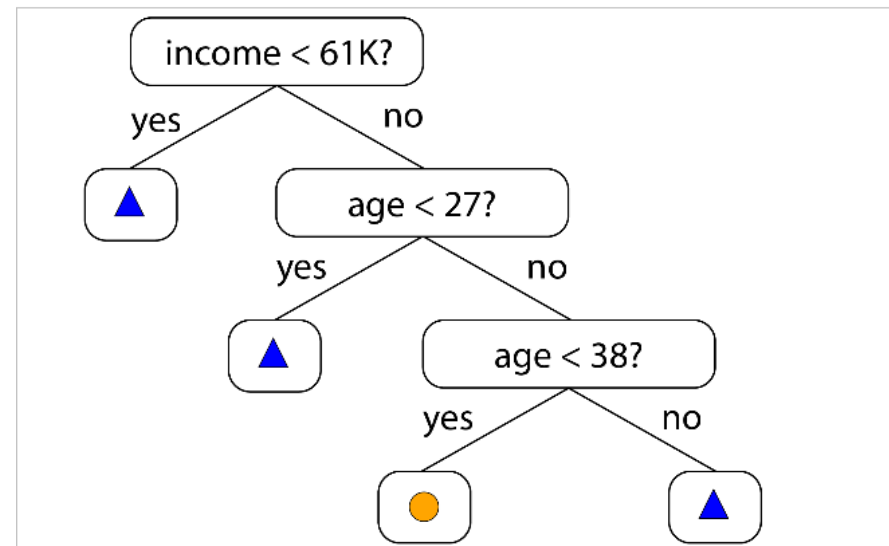 income < 61K?
yes
no
age < 27?
yes
no
age < 38?
yes
no